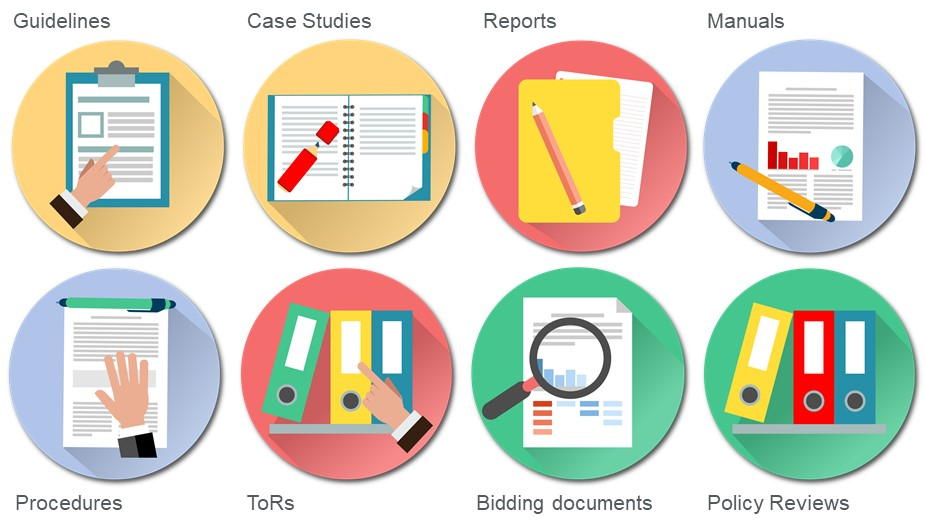 Guidelines
Case Studies
Reports
Manuals
Procedures
ToRs
Bidding documents
Policy Reviews